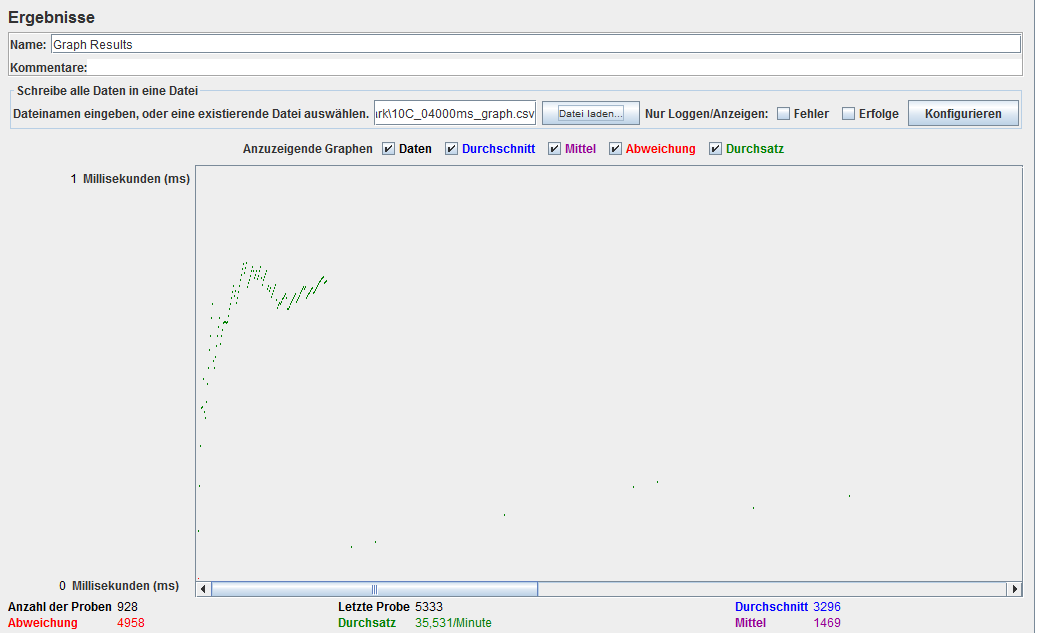 Ergebnisse
Name: Graph Results
Kommentare:
Schreibe alle Daten in eine Datei
Dateinamen eingeben, oder eine existierende Datei auswählen. ırk\10C_04000ms_graph.csv Datei laden... Nur Loggen/Anzeigen: Fehler Erfolge Konfigurieren
Anzuzeigende Graphen Daten Durchschnitt Mittel Abweichung Durchsatz
1 Millisekunden (ms)
0 Millisekunden (ms)
Anzahl der Proben 928 Letzte Probe 5333 Durchschnitt 3296
Abweichung 4958 Durchsatz 35,531/Minute Mittel 1469